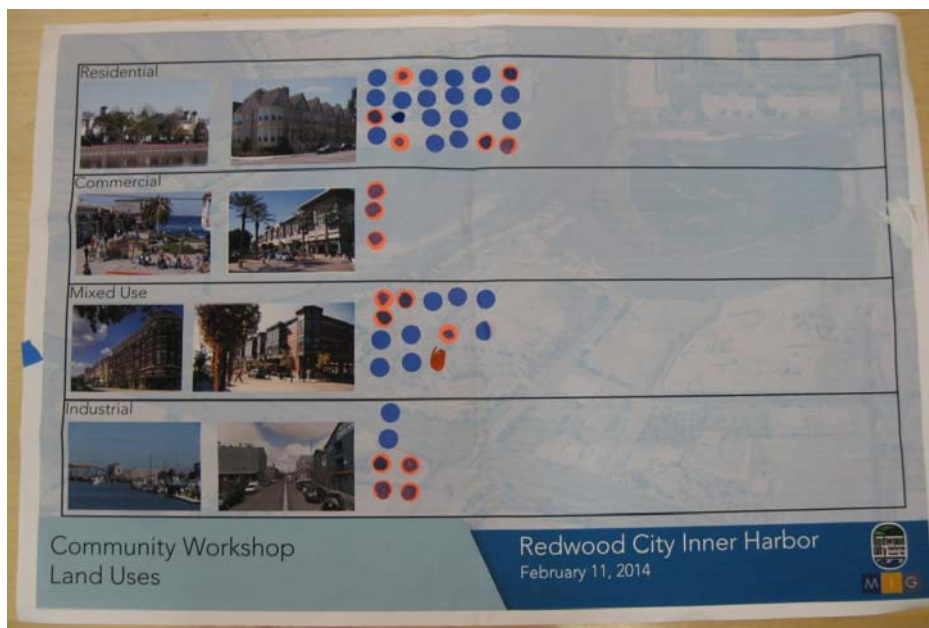 Residential
Commercial
Mixed Use
Industrial
Community Workshop
Land Uses
Redwood City Inner Harbor
February 11, 2014
M I G